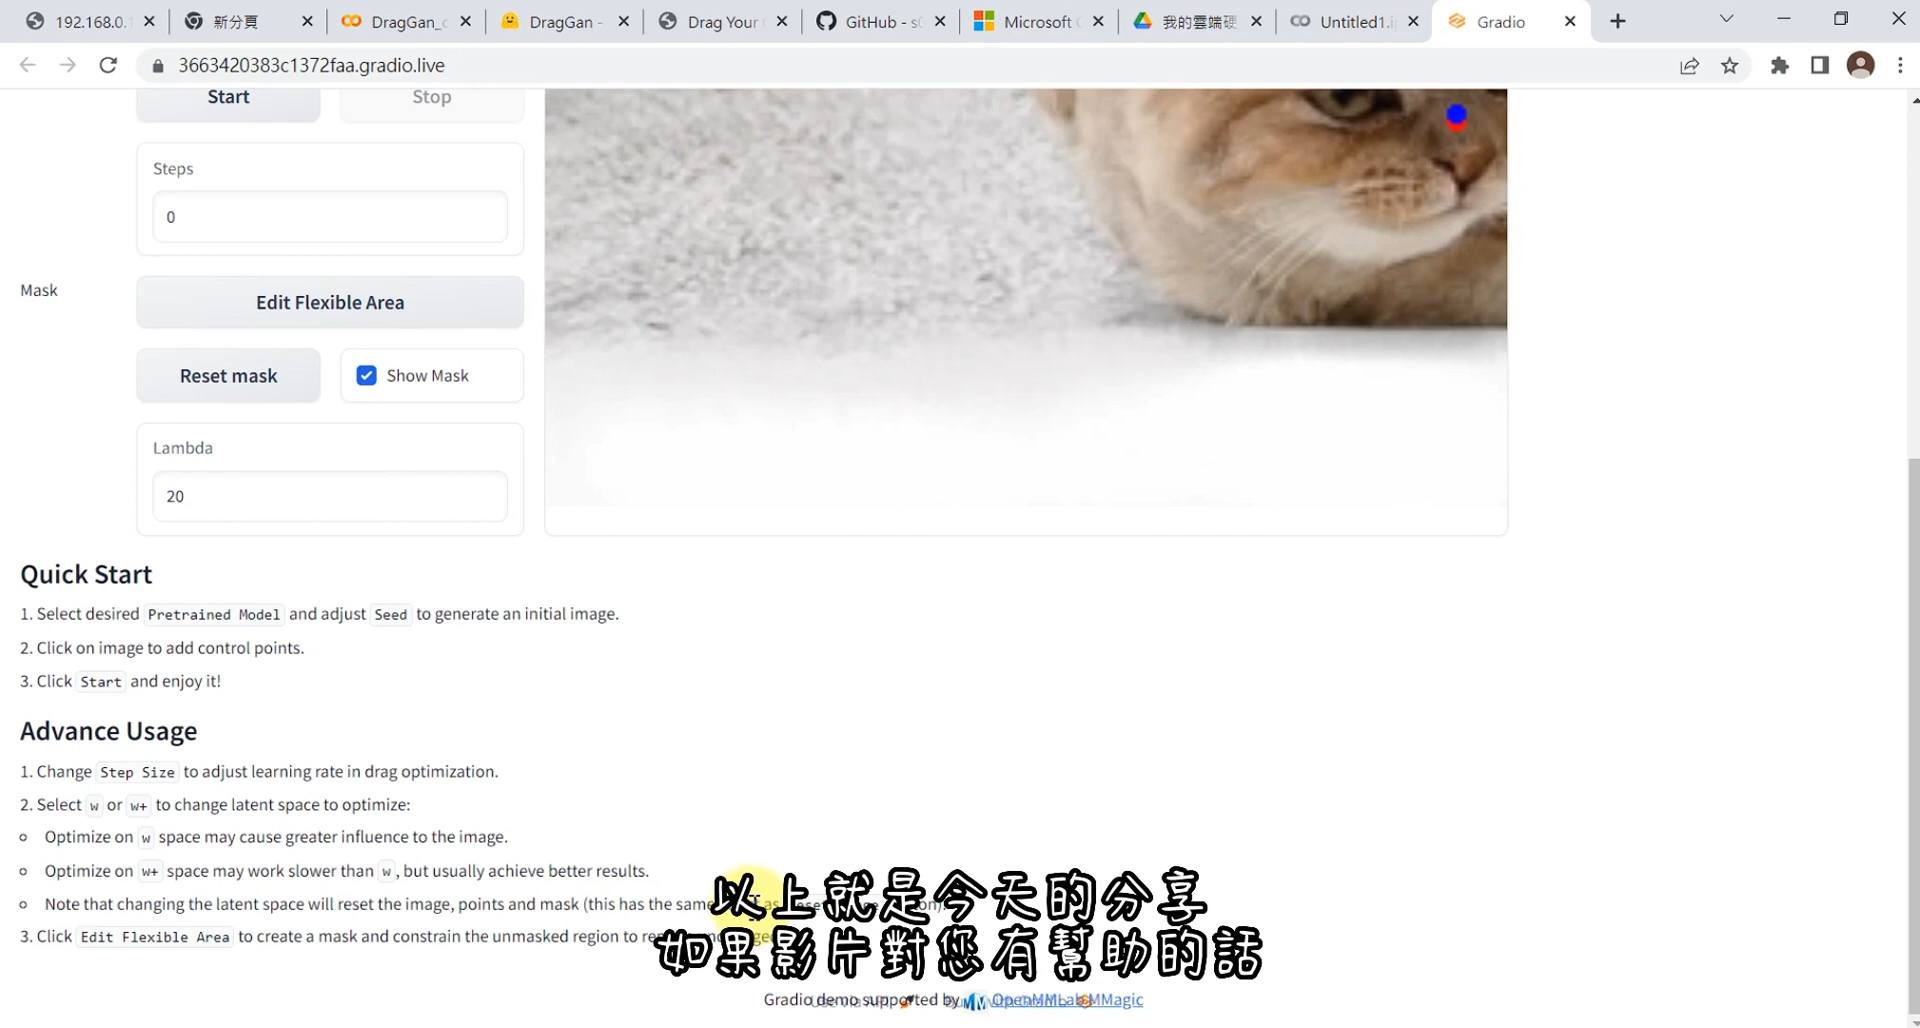 192.168.0.1
新分頁
DragGan_c
DragGan -
Drag Your
GitHub - s
Microsoft
我的雲端硬
Untitled1.i
Gradio
3663420383c1372faa.gradio.live
Start
Stop
Steps
0
Mask
Edit Flexible Area
Reset mask
Show Mask
Lambda
20
Quick Start
1. Select desired Pretrained Model and adjust Seed to generate an initial image.
2. Click on image to add control points.
3. Click Start and enjoy it!
Advance Usage
1. Change Step Size to adjust learning rate in drag optimization.
2. Select w or w+ to change latent space to optimize:
Optimize on w space may cause greater influence to the image.
Optimize on w+ space may work slower than w, but usually achieve better results.
Note that changing the latent space will reset the image, points and mask (this has the same
3. Click Edit Flexible Area to create a mask and constrain the unmasked region to
以上就是今天的分享
如果影片對您有幫助的話
Gradio demo supported by OpenMMLab MMagic